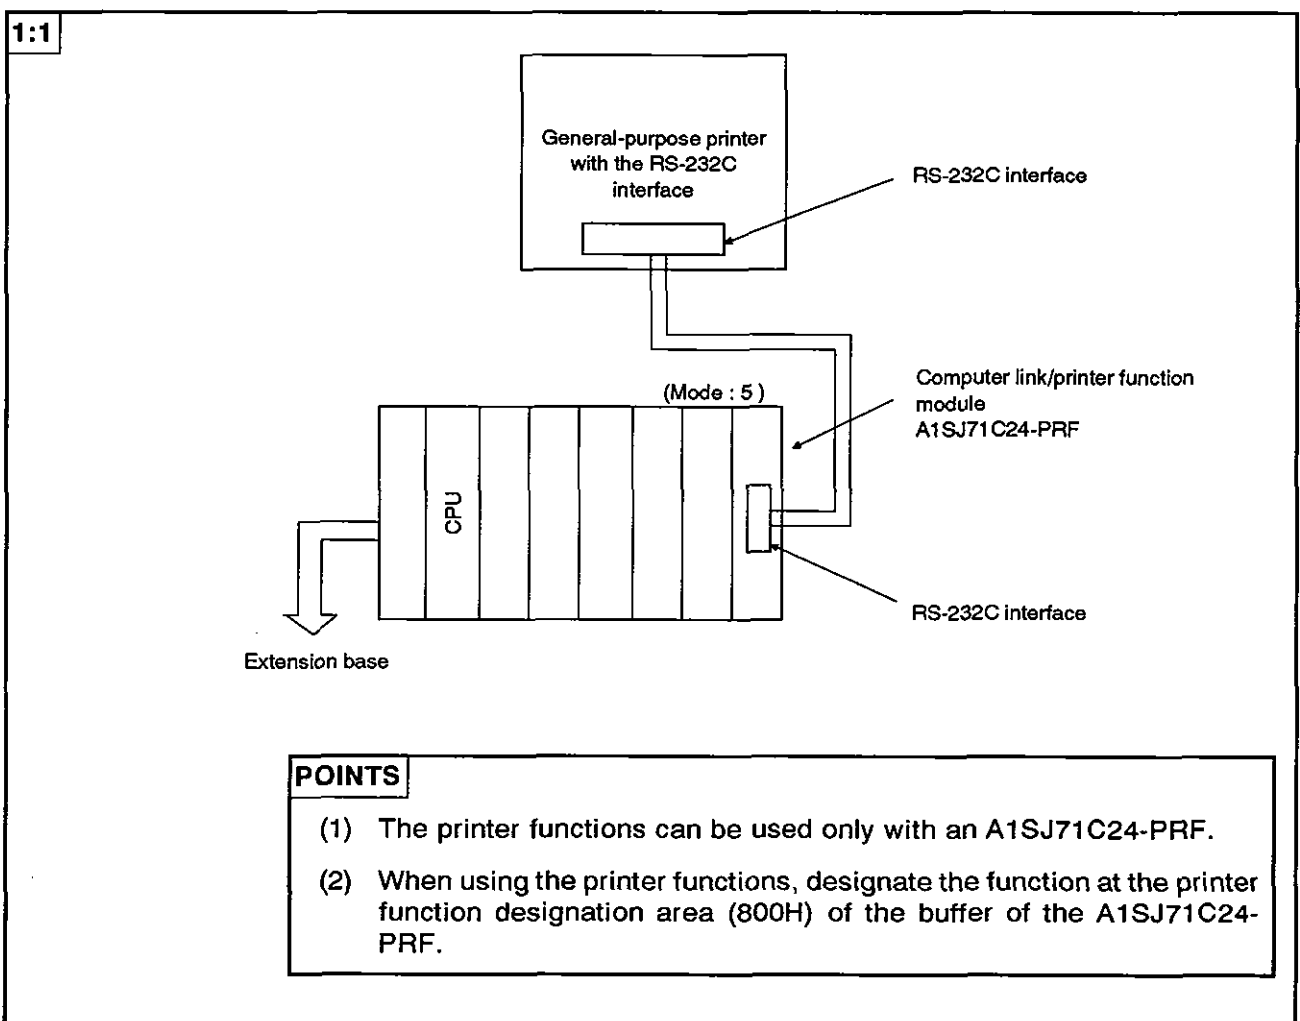 1:1
General-purpose printer
with the RS-232C
interface
RS-232C interface
(Mode : 5 )
Computer link/printer function
module
A1SJ71C24-PRF
CPU
RS-232C interface
Extension base
POINTS
(1) The printer functions can be used only with an A1SJ71C24-PRF.
(2) When using the printer functions, designate the function at the printer
function designation area (800H) of the buffer of the A1SJ71C24-
PRF.